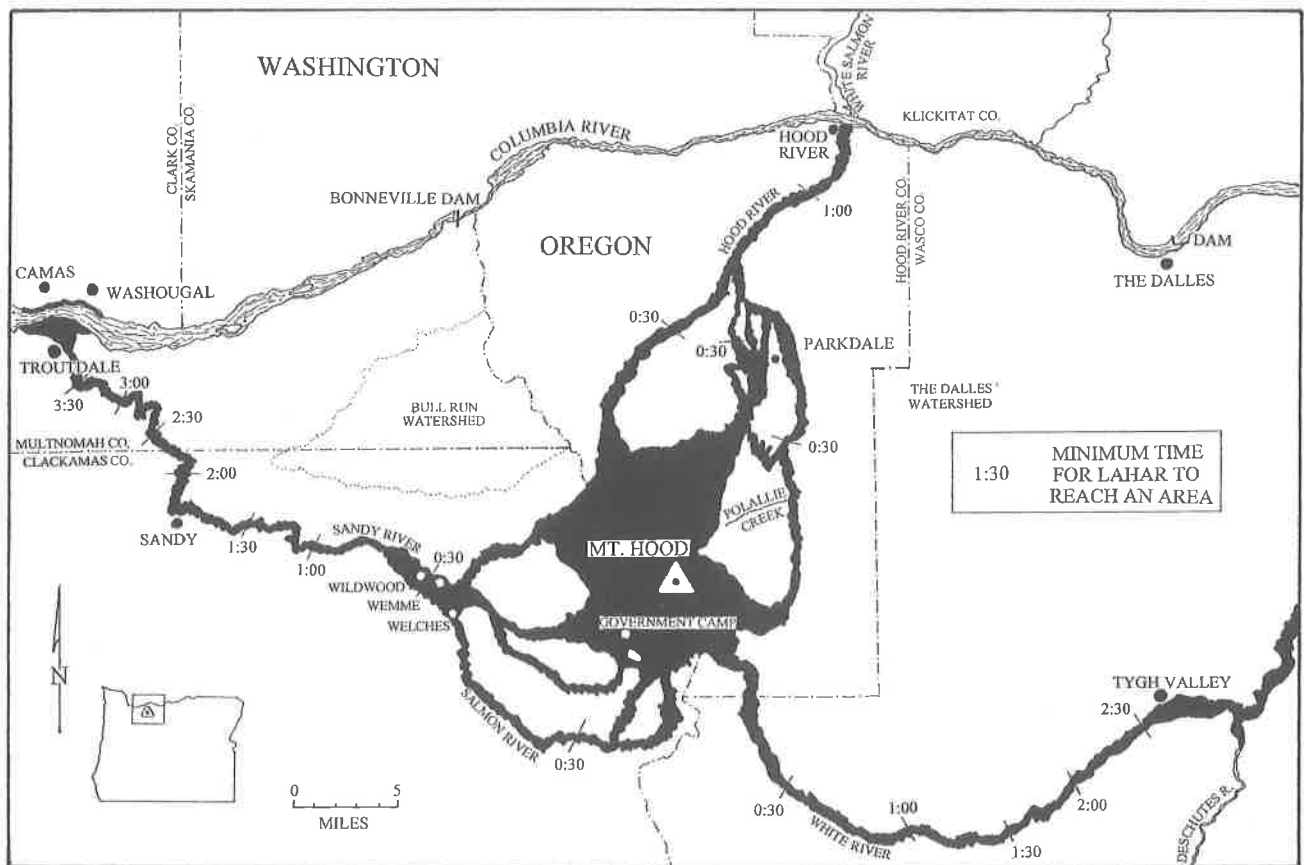 WASHINGTON
CLARK CO.
SKAMANIA CO.
COLUMBIA RIVER
WHITE SALMON
RIVER
KLICKITAT CO.
HOOD
RIVER
BONNEVILLE DAM
OREGON
HOOD RIVER
1:00
HOOD RIVER CO.
WASCO CO.
DAM
THE DALLES
CAMAS
WASHOUGAL
TROUTDALE
3:00
3:30
2:30
MULTNOMAH CO.
CLACKAMAS CO.
2:00
BULL RUN
WATERSHED
0:30
0:30
PARKDALE
THE DALLES
WATERSHED
0:30
1:30
MINIMUM TIME
FOR LAHAR TO
REACH AN AREA
POLALLIE
CREEK
SANDY
1:30
1:00
SANDY RIVER
0:30
WILDWOOD
WEMME
WELCHES
MT. HOOD
GOVERNMENT CAMP
SALMON RIVER
0:30
N
0
5
MILES
0:30
WHITE RIVER
1:00
1:30
2:00
2:30
TYGH VALLEY
DESCHUTES R.